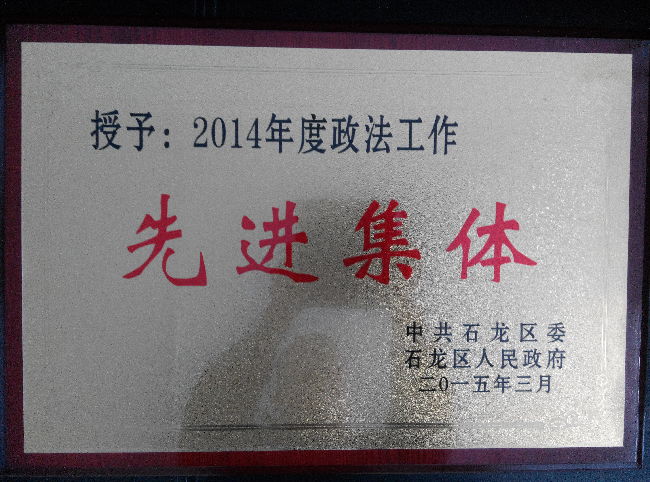 授予：2014年度政法工作
先进集体
中共石龙区委
石龙区人民政府
二〇一五年三月